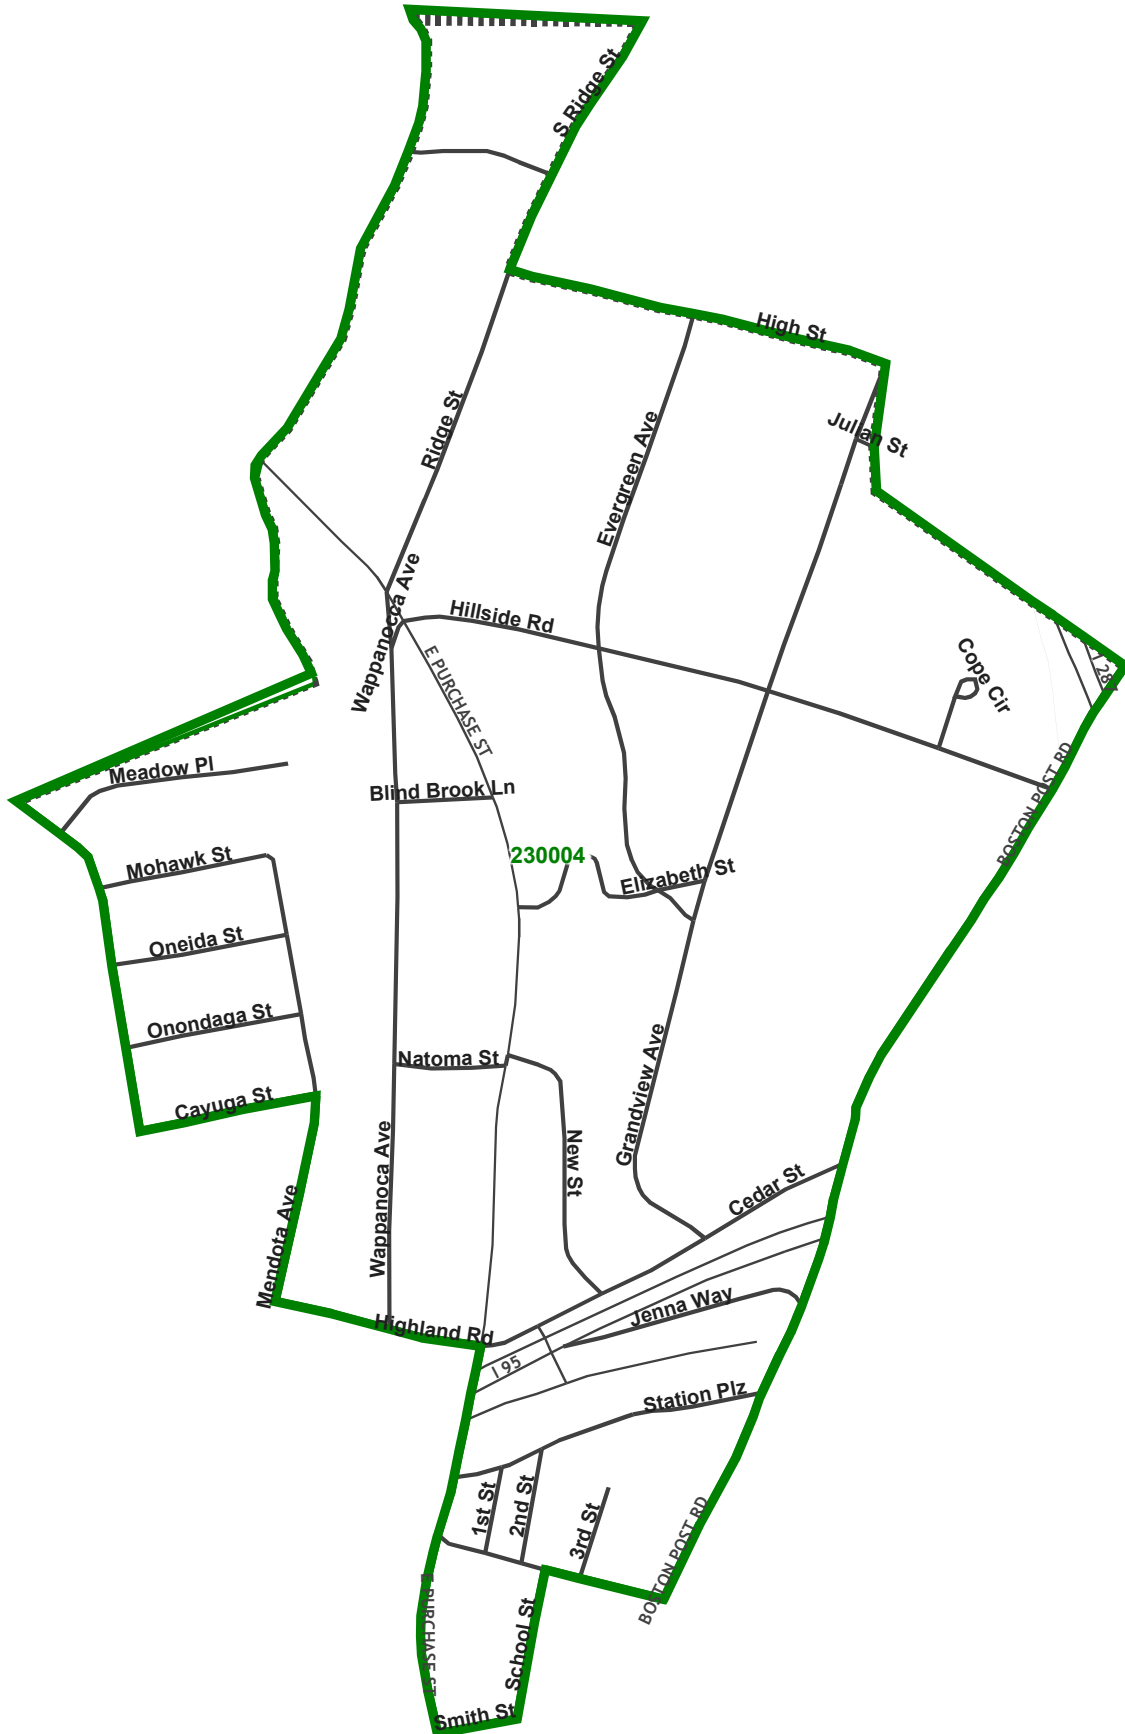 S Ridge St
High St
Julian St
Ridge St
Evergreen Ave
Wappanocca Ave
Hillside Rd
E PURCHASE ST
Cope Cir
I 287
BOSTON POST RD
Meadow Pl
Blind Brook Ln
Mohawk St
230004
Elizabeth St
Oneida St
Onondaga St
Natoma St
Grandview Ave
Cayuga St
New St
Wappanoca Ave
Cedar St
Mendota Ave
Highland Rd
Jenna Way
I 95
Station Plz
1st St
2nd St
3rd St
BOSTON POST RD
E PURCHASE ST
School St
Smith St